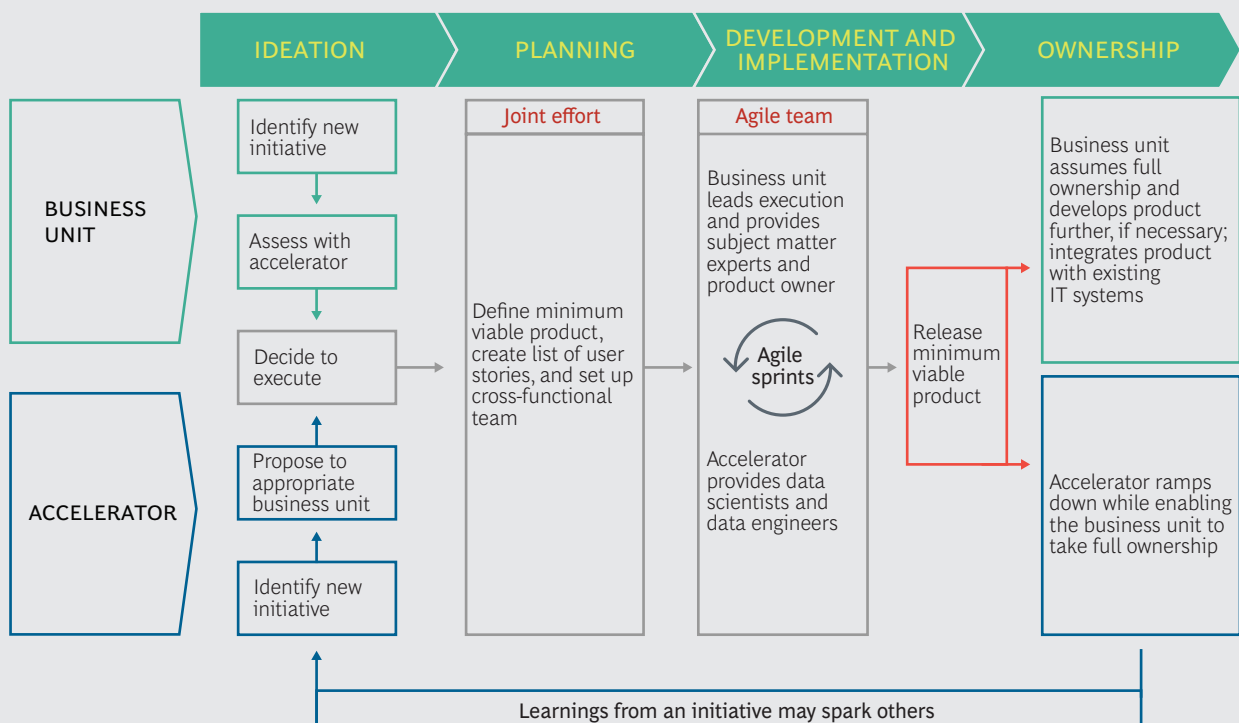 IDEATION
PLANNING
DEVELOPMENT AND
IMPLEMENTATION
OWNERSHIP
BUSINESS
UNIT
ACCELERATOR
Identify new
initiative
Assess with
accelerator
Decide to
execute
Propose to
appropriate
business unit
Identify new
initiative
Joint effort
Define minimum
viable product,
create list of user
stories, and set up
cross-functional
team
Agile team
Business unit
leads execution
and provides
subject matter
experts and
product owner
Agile
sprints
Accelerator
provides data
scientists and
data engineers
Release
minimum
viable
product
Business unit
assumes full
ownership and
develops product
further, if necessary;
integrates product
with existing
IT systems
Accelerator ramps
down while enabling
the business unit to
take full ownership
Learnings from an initiative may spark others